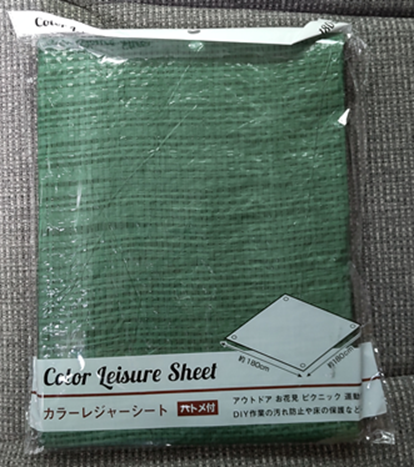 Color
Color Leisure Sheet
約180cm
約180cm
カラーレジャーシート ハトメ付
アウトドア お花見 ピクニック 運動
DIY作業の汚れ防止や床の保護など